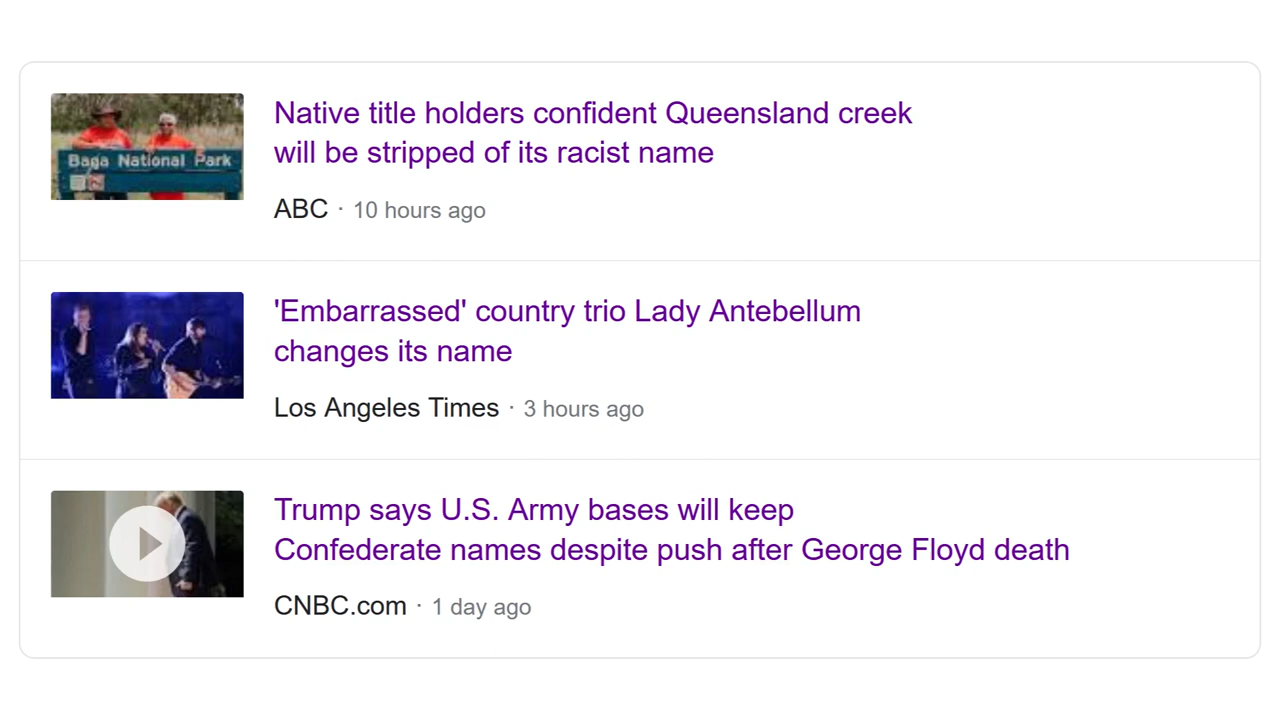 Native title holders confident Queensland creek
will be stripped of its racist name
ABC · 10 hours ago
Baga National Park
'Embarrassed' country trio Lady Antebellum
changes its name
Los Angeles Times · 3 hours ago
Trump says U.S. Army bases will keep
Confederate names despite push after George Floyd death
CNBC.com · 1 day ago